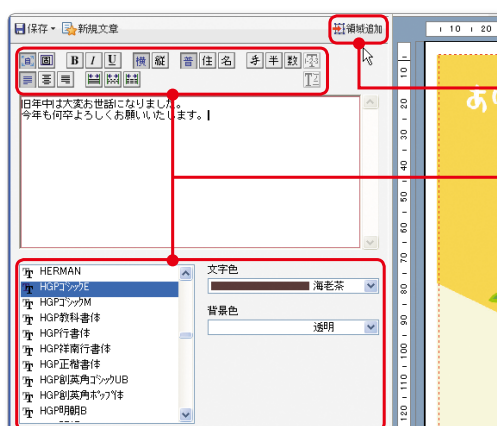 保存 新規文章 領域追加
1 10 1 20
B I U 横 縦 普 住 名 半 数
旧年中は大変お世話になりました。
今年も何卒よろしくお願いいたします。
HERMAN
HGPｺﾞｼｯｸE
HGPｺﾞｼｯｸM
HGP教科書体
HGP行書体
HGP祥南行書体
HGP正楷書体
HGP創英角ｺﾞｼｯｸUB
HGP創英角ﾎﾟｯﾌﾟ体
HGP明朝B
文字色
海老茶
背景色
透明
10
20
30
40
50
70
80
90
100
110
120
あ